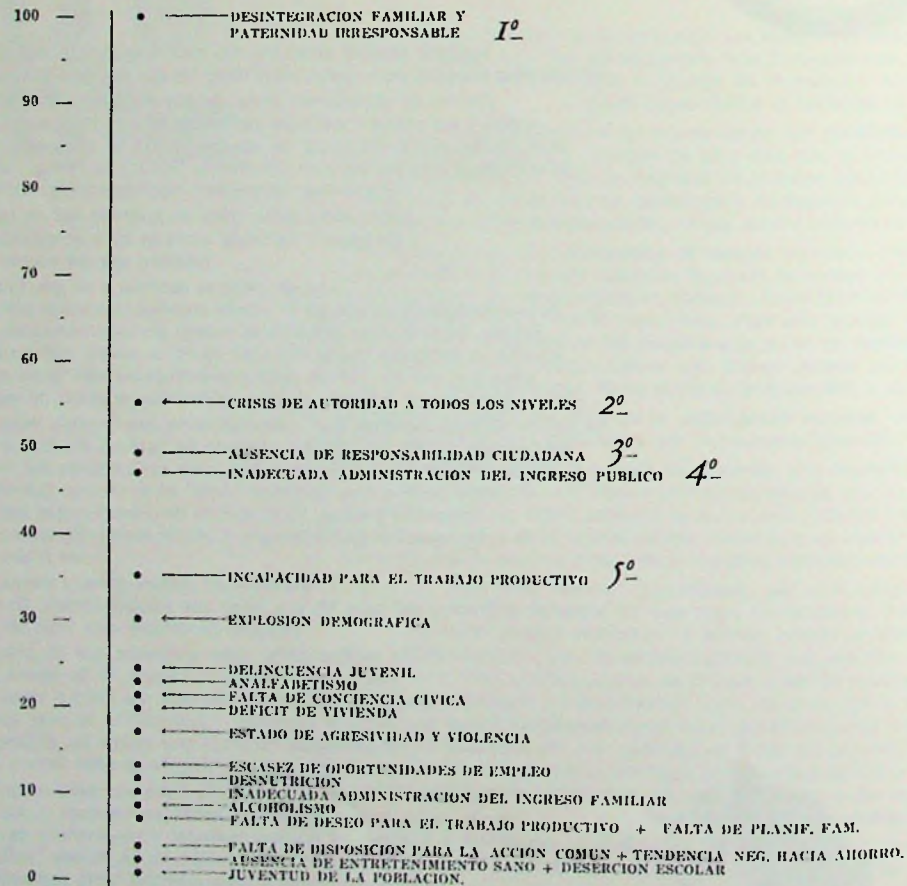 100 — DESINTEGRACION FAMILIAR Y
PATERNIDAD IRRESPONSABLE 1º
90 —
80 —
70 —
60 —
CRISIS DE AUTORIDAD A TODOS LOS NIVELES 2º
50 —
AUSENCIA DE RESPONSABILIDAD CIUDADANA 3º
INADECUADA ADMINISTRACION DEL INGRESO PUBLICO 4º
40 —
INCAPACIDAD PARA EL TRABAJO PRODUCTIVO 5º
30 — EXPLOSION DEMOGRAFICA
DELINCUENCIA JUVENIL
ANALFABETISMO
FALTA DE CONCIENCIA CIVICA
20 — DEFICIT DE VIVIENDA
ESTADO DE AGRESIVIDAD Y VIOLENCIA
ESCASEZ DE OPORTUNIDADES DE EMPLEO
DESNUTRICION
10 — INADECUADA ADMINISTRACION DEL INGRESO FAMILIAR
ALCOHOLISMO
FALTA DE DESEO PARA EL TRABAJO PRODUCTIVO + FALTA DE PLANIF. FAM.
FALTA DE DISPOSICION PARA LA ACCION COMUN + TENDENCIA NEG. HACIA AHORRO.
AUSENCIA DE ENTRETENIMIENTO SANO + DESERCION ESCOLAR
0 — JUVENTUD DE LA POBLACION.